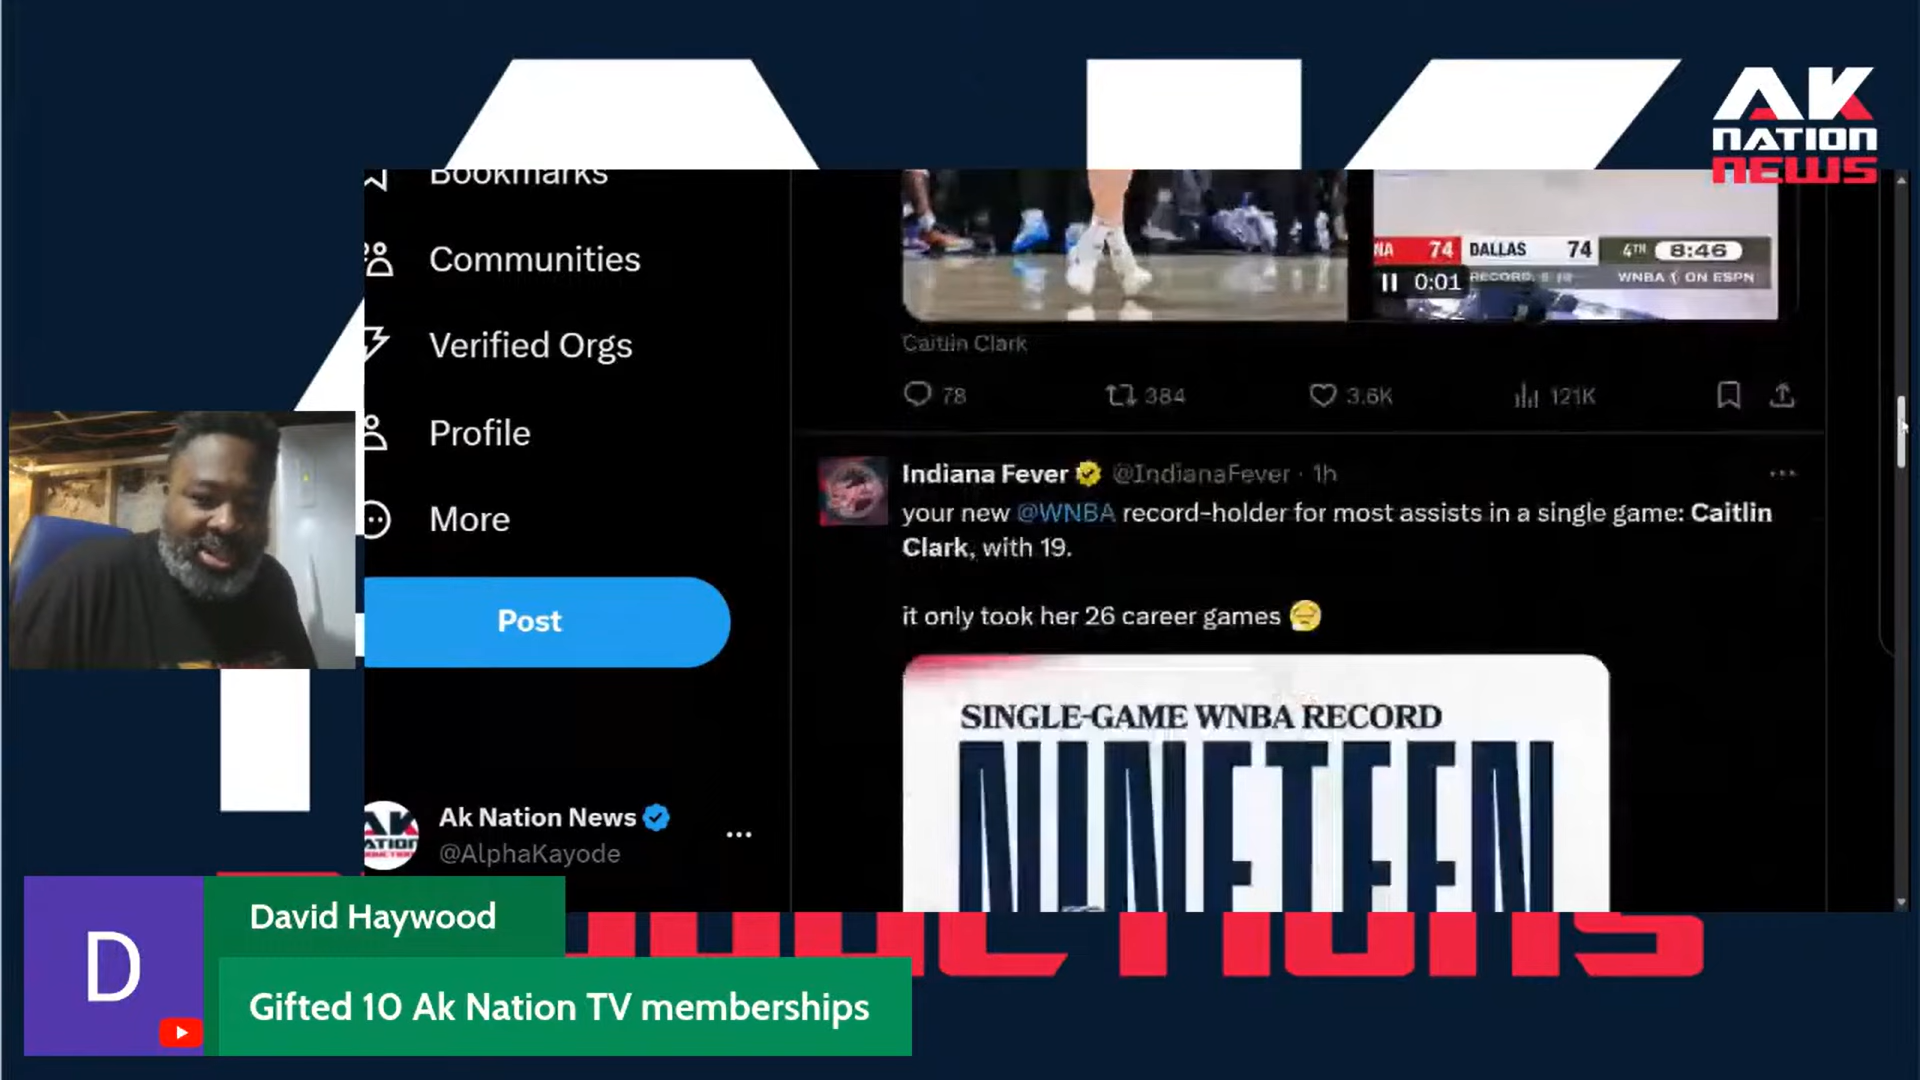 AK
NATION
NEWS
Bookmarks
Communities
Verified Orgs
Profile
More
Post
Ak Nation News
@AlphaKayode
NA 74 DALLAS 74 4TH 8:46
0:01 RECORD: WNBA ON ESPN
Caitlin Clark
78 384 3.6K 121K
Indiana Fever @IndianaFever · 1h
your new @WNBA record-holder for most assists in a single game: Caitlin
Clark, with 19.
it only took her 26 career games
SINGLE-GAME WNBA RECORD
NINETEEN
David Haywood
D
Gifted 10 Ak Nation TV memberships